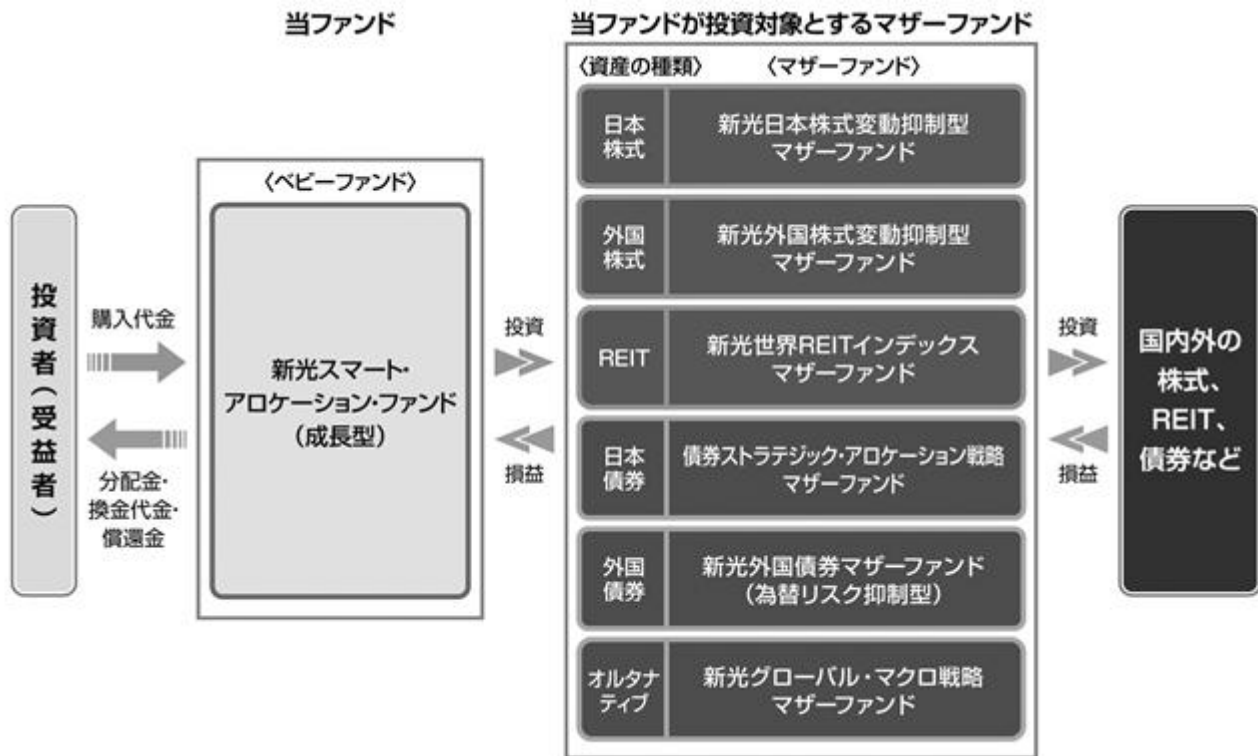 当ファンド
当ファンドが投資対象とするマザーファンド
〈資産の種類〉
〈マザーファンド〉
〈ベビーファンド〉
投資者(受益者)
購入代金
分配金・
換金代金・
償還金
新光スマート・
アロケーション・ファンド
(成長型)
投資
損益
日本
株式
新光日本株式変動抑制型
マザーファンド
外国
株式
新光外国株式変動抑制型
マザーファンド
REIT
新光世界REITインデックス
マザーファンド
日本
債券
債券ストラテジック・アロケーション戦略
マザーファンド
外国
債券
新光外国債券マザーファンド
(為替リスク抑制型)
オルタナ
ティブ
新光グローバル・マクロ戦略
マザーファンド
投資
損益
国内外の
株式、
REIT、
債券など